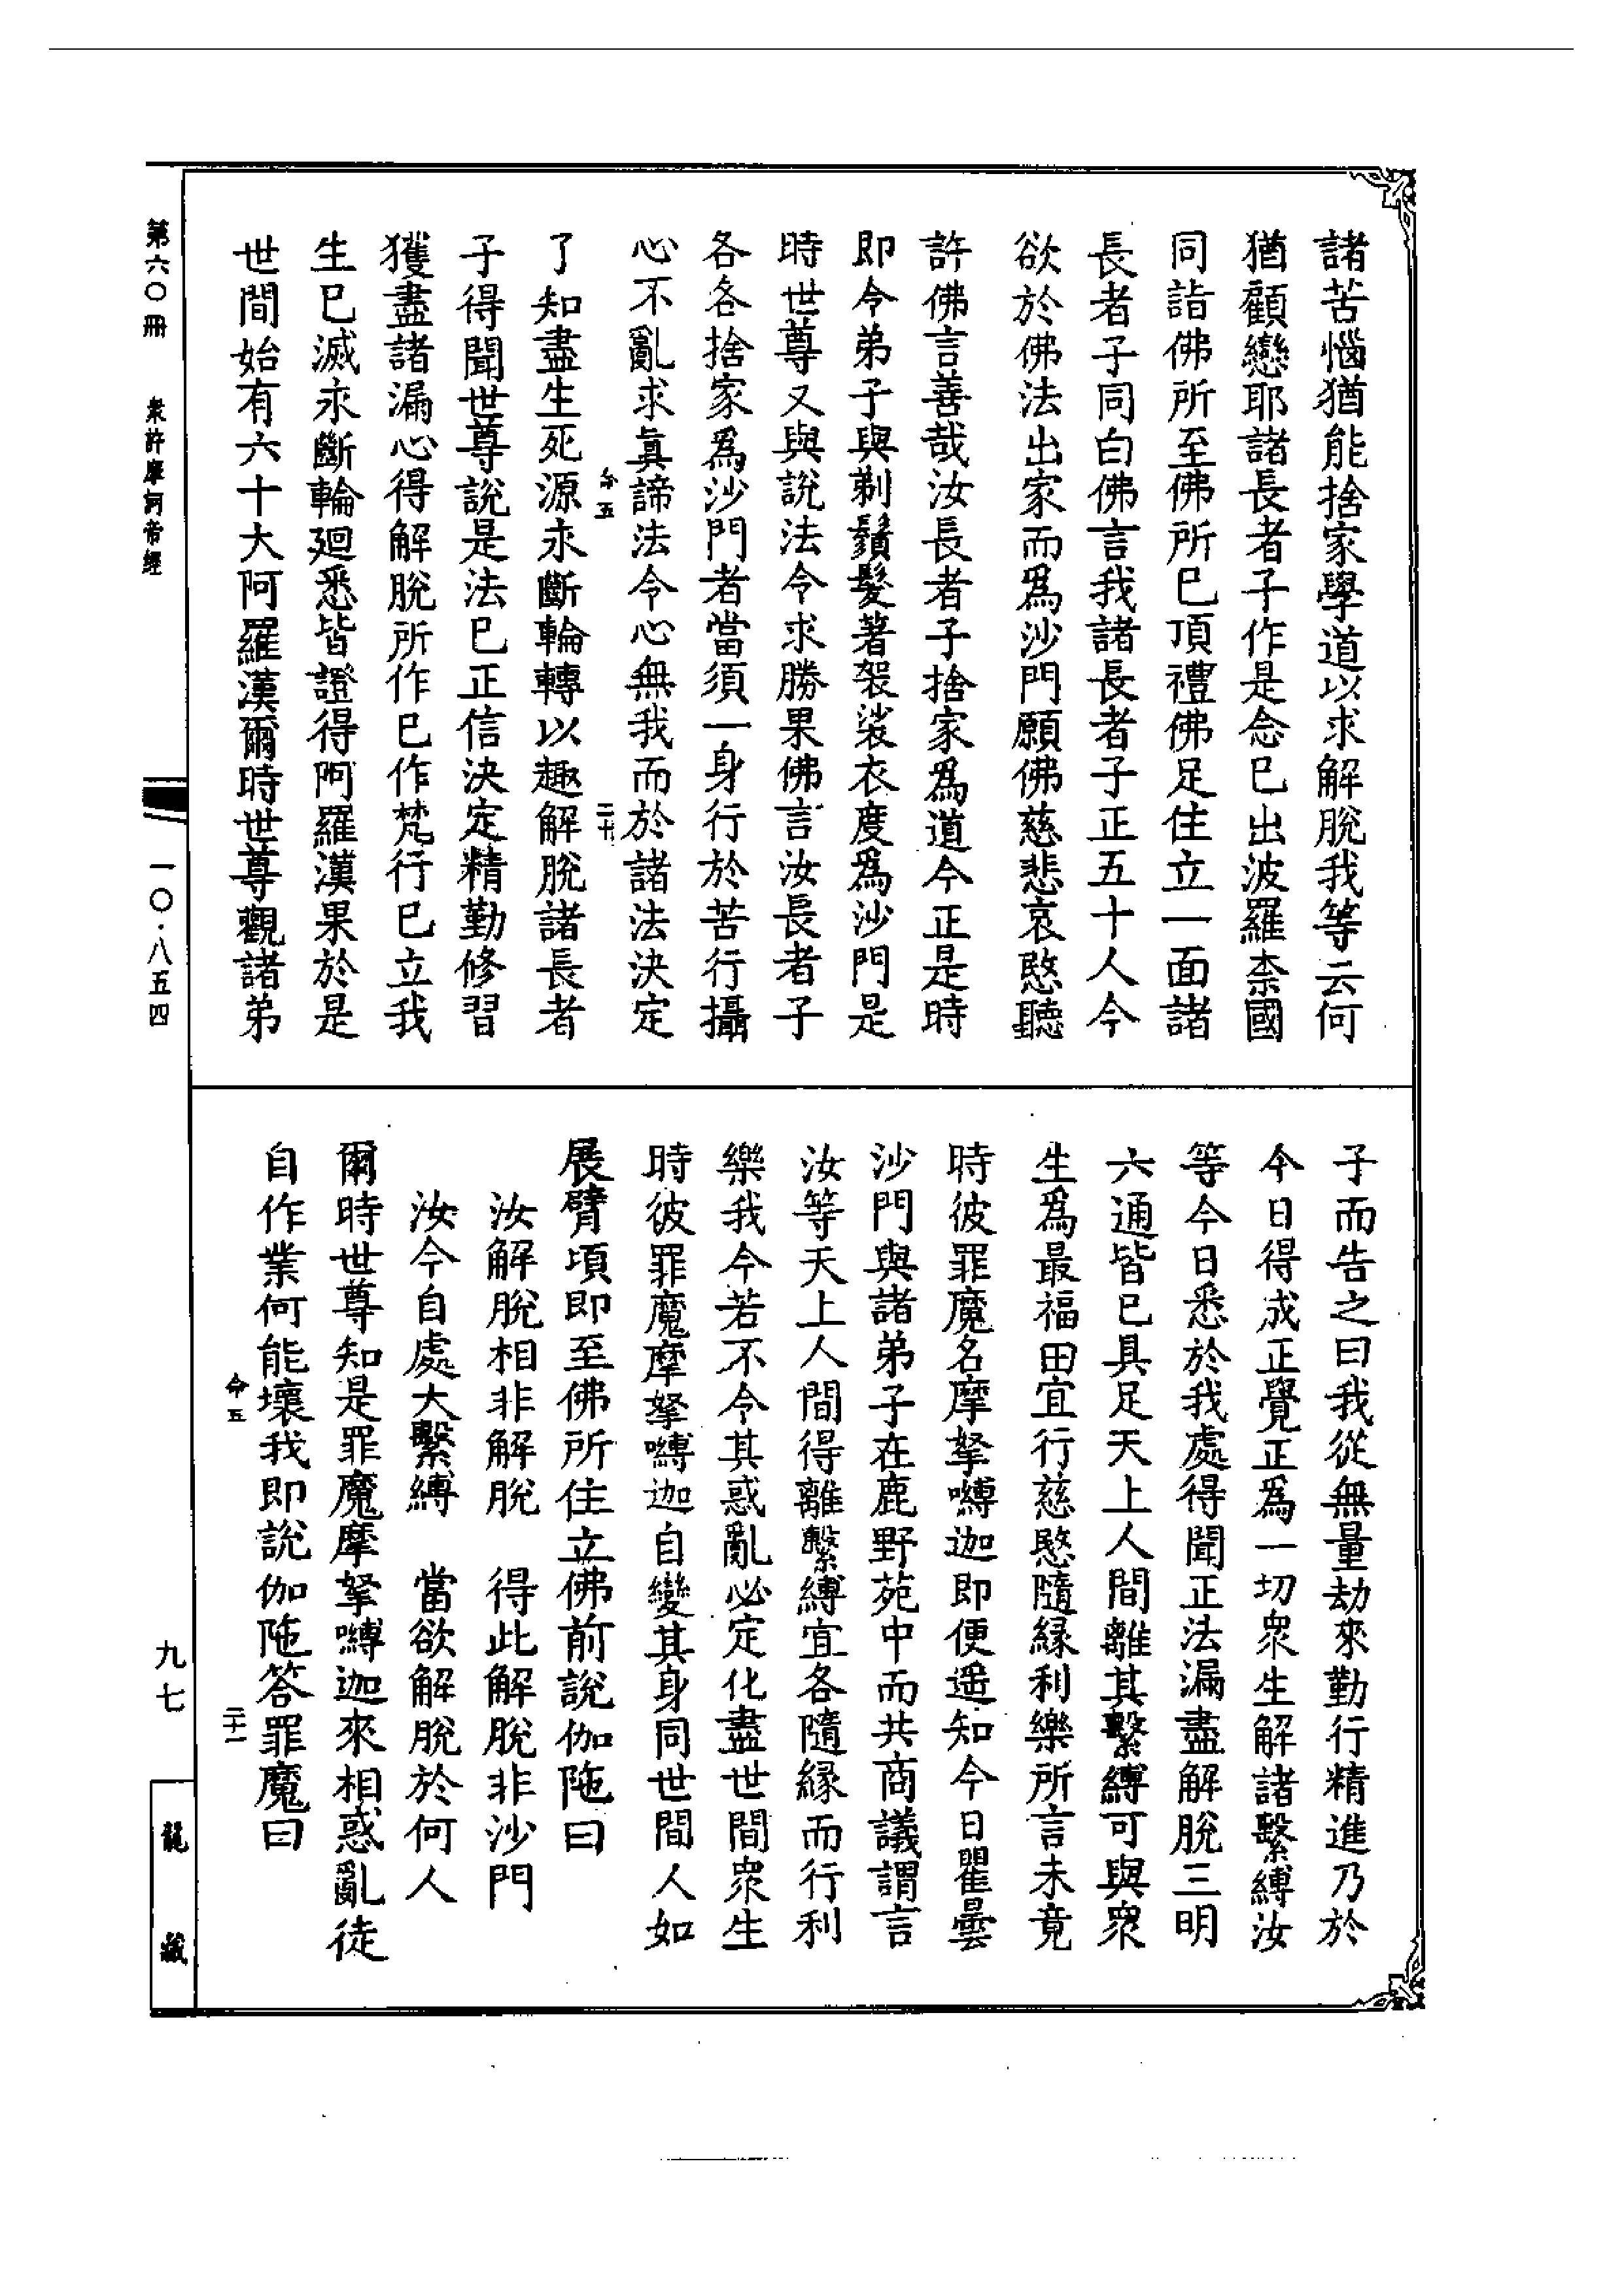 諸苦惱猶能捨家學道以求解脫我等云何
猶顧戀耶諸長者子作是念已出波羅柰國
同詣佛所至佛所已頂禮佛足住立一面諸
長者子同白佛言我諸長者子正五十人今
欲於佛法出家而爲沙門願佛慈悲哀愍聽
許佛言善哉汝長者子捨家爲道今正是時
即令弟子與剃鬚髮著袈裟衣度爲沙門是
時世尊又與說法令求勝果佛言汝長者子
各各捨家爲沙門者當須一身行於苦行攝
心不亂求眞諦法令心無我而於諸法決定
五 二十
了知盡生死源永斷輪轉以趣解脫諸長者
子得聞世尊說是法已正信決定精勤修習
獲盡諸漏心得解脫所作已作梵行已立我
生已滅永斷輪廻悉皆證得阿羅漢果於是
世間始有六十大阿羅漢爾時世尊觀諸弟
子而告之曰我從無量劫來勤行精進乃於
今日得成正覺正爲一切衆生解諸繫縛汝
等今日悉於我處得聞正法漏盡解脫三明
六通皆已具足天上人間離其繫縛可與衆
生爲最福田宜行慈愍隨緣利樂所言未竟
時彼罪魔名摩拏嚩迦即便遥知今日瞿曇
沙門與諸弟子在鹿野苑中而共商議謂言
汝等天上人間得離繫縛宜各隨緣而行利
樂我今若不令其惑亂必定化盡世間衆生
時彼罪魔摩拏嚩迦自變其身同世間人如
展臂頃即至佛所住立佛前說伽陁曰
汝解脫相非解脫 得此解脫非沙門
汝今自處大繫縛 當欲解脫於何人
爾時世尊知是罪魔摩拏嚩迦來相惑亂徒
自作業何能壞我即說伽陁答罪魔曰
五 二十一
第六〇冊 衆許摩訶帝經 一〇·八五四 九七 龍藏